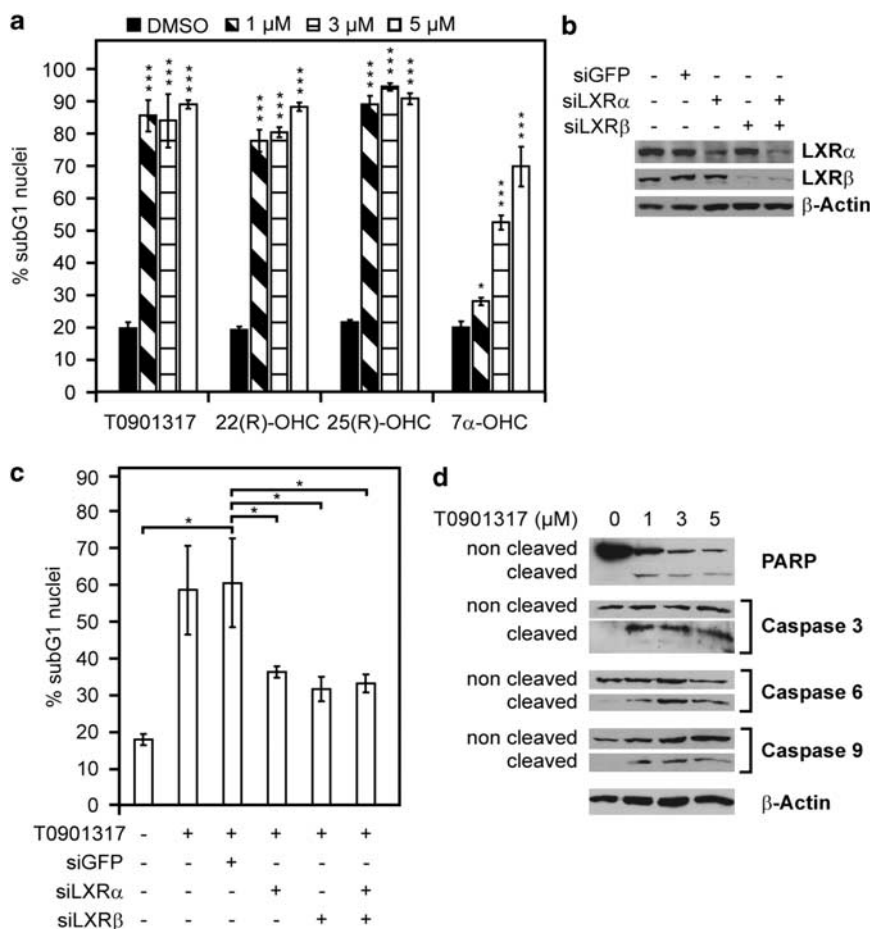 a
DMSO 1 µM 3 µM 5 µM
% subG1 nuclei
100
90
80
70
60
50
40
30
20
10
0
*** *** *** *** *** *** *** *** *** * *** ***
T0901317 22(R)-OHC 25(R)-OHC 7α-OHC
b
siGFP - + - - -
siLXRα - - + - +
siLXRβ - - - + +
LXRα
LXRβ
β-Actin
c
% subG1 nuclei
90
80
70
60
50
40
30
20
10
0
* * * *
T0901317 - + + + + +
siGFP - - + - - -
siLXRα - - - + - +
siLXRβ - - - - + +
d
T0901317 (µM) 0 1 3 5
non cleaved
cleaved
PARP
non cleaved
cleaved
Caspase 3
non cleaved
cleaved
Caspase 6
non cleaved
cleaved
Caspase 9
β-Actin